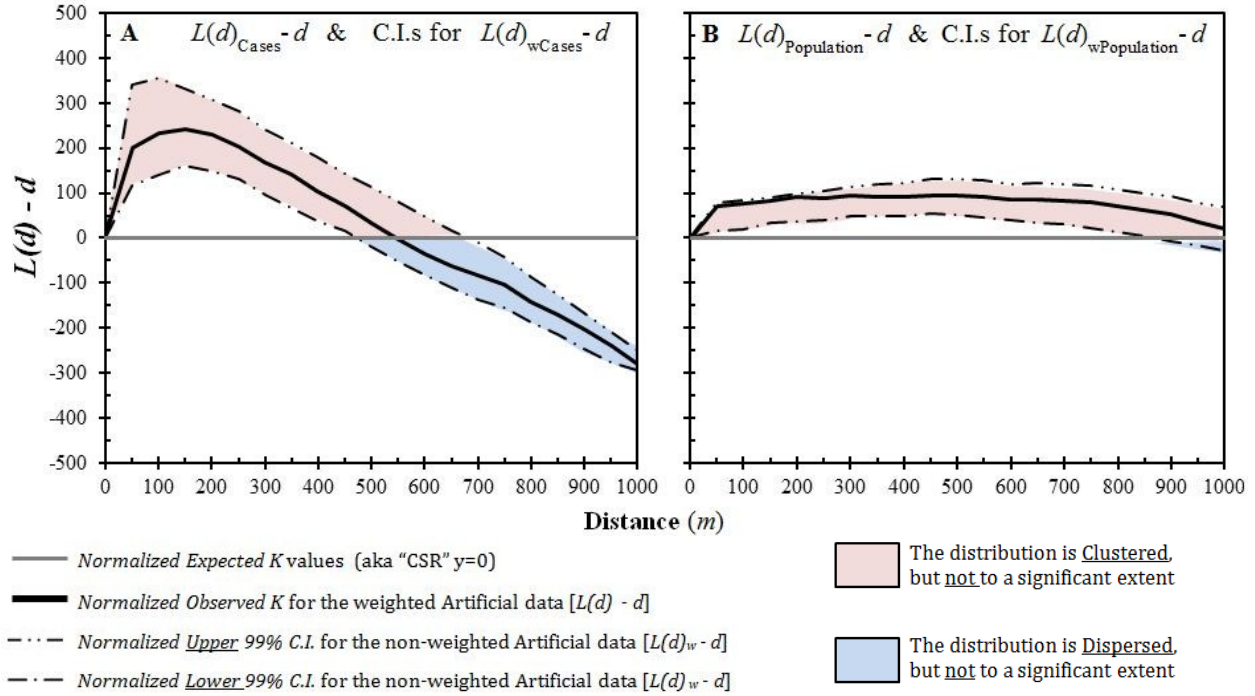 A L(d)Cases - d & C.I.s for L(d)wCases - d
B L(d)Population - d & C.I.s for L(d)wPopulation - d
L(d) - d
500
400
300
200
100
0
-100
-200
-300
-400
-500
0 100 200 300 400 500 600 700 800 900 1000
0 100 200 300 400 500 600 700 800 900 1000
Distance (m)
Normalized Expected K values (aka “CSR” y=0)
Normalized Observed K for the weighted Artificial data [L(d) - d]
Normalized Upper 99% C.I. for the non-weighted Artificial data [L(d)w - d]
Normalized Lower 99% C.I. for the non-weighted Artificial data [L(d)w - d]
The distribution is Clustered,
but not to a significant extent
The distribution is Dispersed,
but not to a significant extent